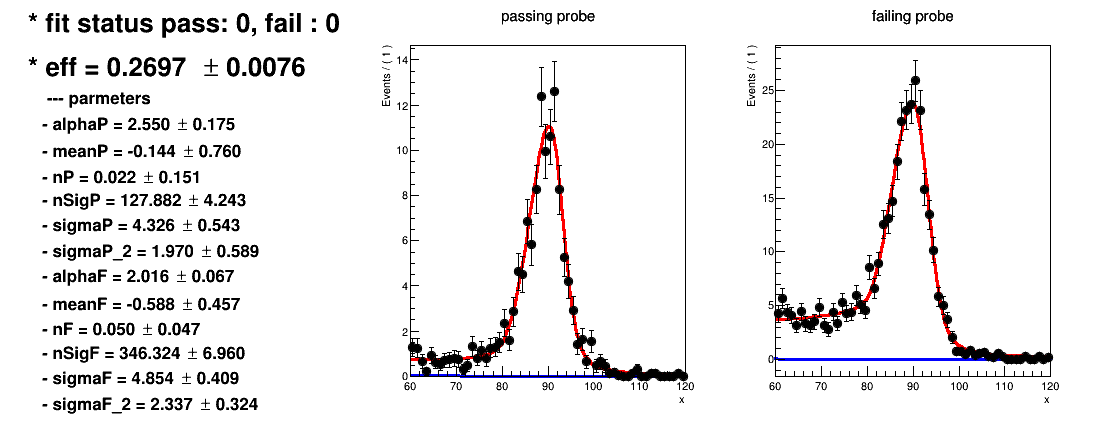 * fit status pass: 0, fail : 0
* eff = 0.2697 ± 0.0076
--- parmeters
- alphaP = 2.550 ± 0.175
- meanP = -0.144 ± 0.760
- nP = 0.022 ± 0.151
- nSigP = 127.882 ± 4.243
- sigmaP = 4.326 ± 0.543
- sigmaP_2 = 1.970 ± 0.589
- alphaF = 2.016 ± 0.067
- meanF = -0.588 ± 0.457
- nF = 0.050 ± 0.047
- nSigF = 346.324 ± 6.960
- sigmaF = 4.854 ± 0.409
- sigmaF_2 = 2.337 ± 0.324
passing probe
Events / ( 1 )
14
12
10
8
6
4
2
0
60 70 80 90 100 110 120
x
failing probe
Events / ( 1 )
25
20
15
10
5
0
60 70 80 90 100 110 120
x